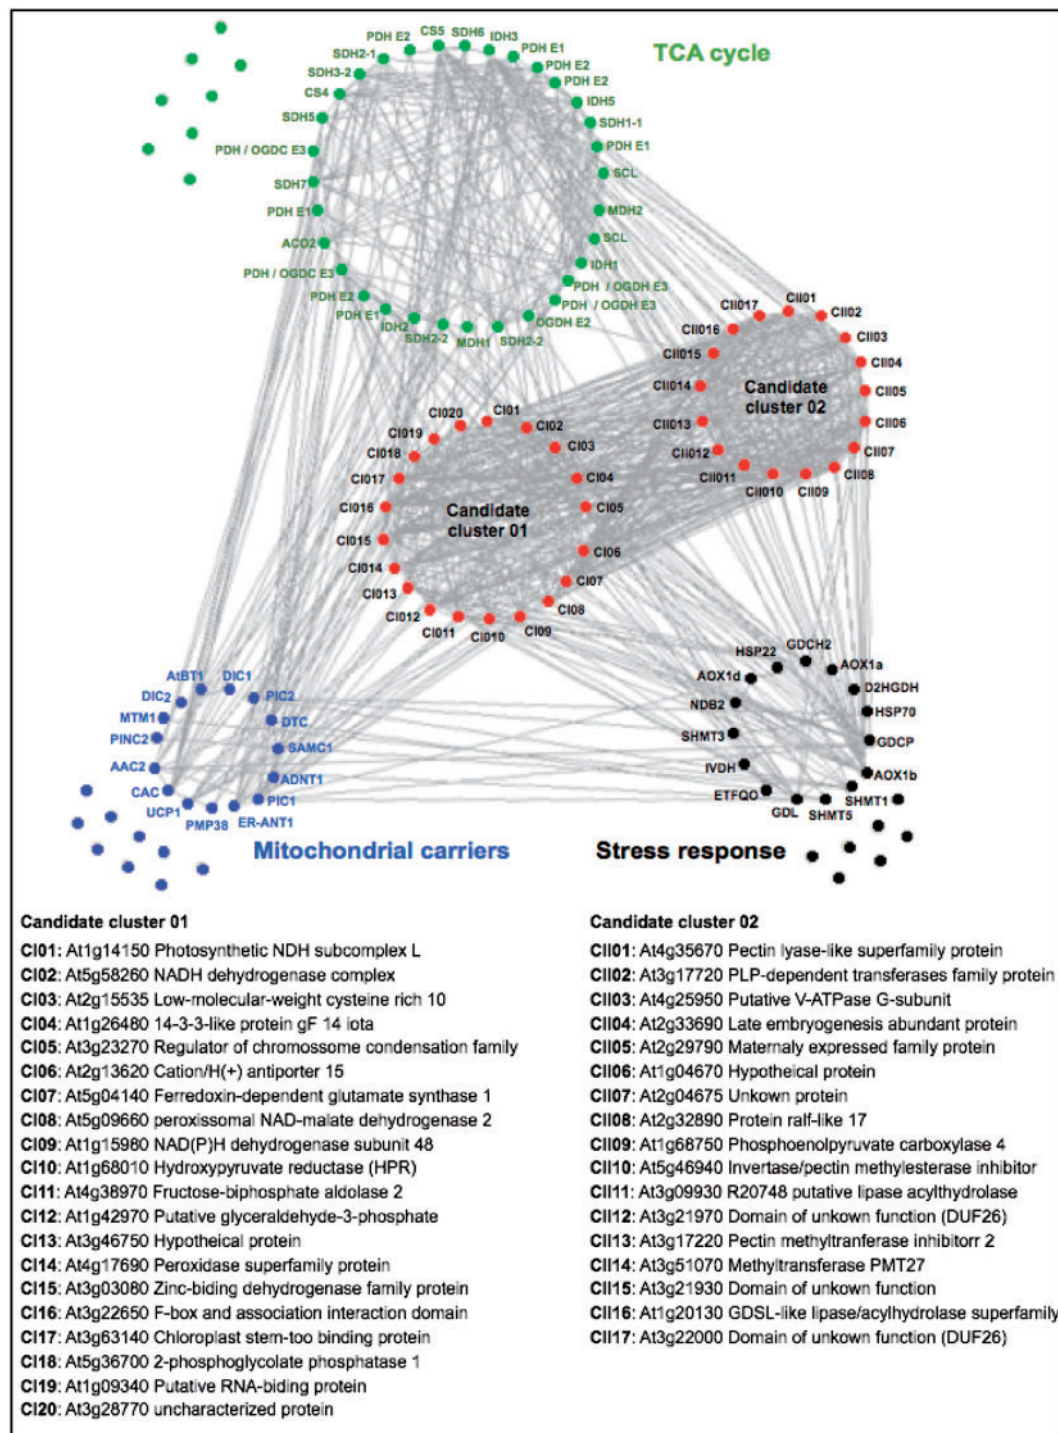 TCA cycle
CS5
SDH6
IDH3
PDH E2
PDH E1
SDH2-1
PDH E2
SDH3-2
PDH E2
CS4
IDH5
SDH5
SDH1-1
PDH / OGDC E3
PDH E1
SDH7
SCL
PDH E1
MDH2
ACO2
SCL
PDH / OGDC E3
IDH1
PDH / OGDH E3
PDH E2
PDH / OGDH E3
PDH E1
OGDH E2
IDH2
SDH2-2
MDH1
SDH2-2
CII01
CII02
CII03
CII04
CII05
CII06
CII07
CII08
CII09
CII010
CII011
CII012
CII013
CII014
CII015
CII016
CII017
Candidate
cluster 02
CI01
CI02
CI03
CI04
CI05
CI06
CI07
CI08
CI09
CI010
CI011
CI012
CI013
CI014
CI015
CI016
CI017
CI018
CI019
CI020
Candidate
cluster 01
AtBT1
DIC1
DIC2
PIC2
MTM1
DTC
PINC2
SAMC1
AAC2
ADNT1
CAC
PIC1
UCP1
PMP38
ER-ANT1
Mitochondrial carriers
GDCH2
HSP22
AOX1a
AOX1d
D2HGDH
NDB2
HSP70
SHMT3
GDCP
IVDH
AOX1b
ETFQO
SHMT1
GDL
SHMT5
Stress response
Candidate cluster 01
CI01: At1g14150 Photosynthetic NDH subcomplex L
CI02: At5g58260 NADH dehydrogenase complex
CI03: At2g15535 Low-molecular-weight cysteine rich 10
CI04: At1g26480 14-3-3-like protein gF 14 iota
CI05: At3g23270 Regulator of chromossome condensation family
CI06: At2g13620 Cation/H(+) antiporter 15
CI07: At5g04140 Ferredoxin-dependent glutamate synthase 1
CI08: At5g09660 peroxissomal NAD-malate dehydrogenase 2
CI09: At1g15980 NAD(P)H dehydrogenase subunit 48
CI10: At1g68010 Hydroxypyruvate reductase (HPR)
CI11: At4g38970 Fructose-biphosphate aldolase 2
CI12: At1g42970 Putative glyceraldehyde-3-phosphate
CI13: At3g46750 Hypotheical protein
CI14: At4g17690 Peroxidase superfamily protein
CI15: At3g03080 Zinc-biding dehydrogenase family protein
CI16: At3g22650 F-box and association interaction domain
CI17: At3g63140 Chloroplast stem-too binding protein
CI18: At5g36700 2-phosphoglycolate phosphatase 1
CI19: At1g09340 Putative RNA-biding protein
CI20: At3g28770 uncharacterized protein
Candidate cluster 02
CII01: At4g35670 Pectin lyase-like superfamily protein
CII02: At3g17720 PLP-dependent transferases family protein
CII03: At4g25950 Putative V-ATPase G-subunit
CII04: At2g33690 Late embryogenesis abundant protein
CII05: At2g29790 Maternaly expressed family protein
CII06: At1g04670 Hypotheical protein
CII07: At2g04675 Unkown protein
CII08: At2g32890 Protein ralf-like 17
CII09: At1g68750 Phosphoenolpyruvate carboxylase 4
CII10: At5g46940 Invertase/pectin methylesterase inhibitor
CII11: At3g09930 R20748 putative lipase acylthydrolase
CII12: At3g21970 Domain of unkown function (DUF26)
CII13: At3g17220 Pectin methyltranferase inhibitorr 2
CII14: At3g51070 Methyltransferase PMT27
CII15: At3g21930 Domain of unkown function
CII16: At1g20130 GDSL-like lipase/acylhydrolase superfamily
CII17: At3g22000 Domain of unkown function (DUF26)